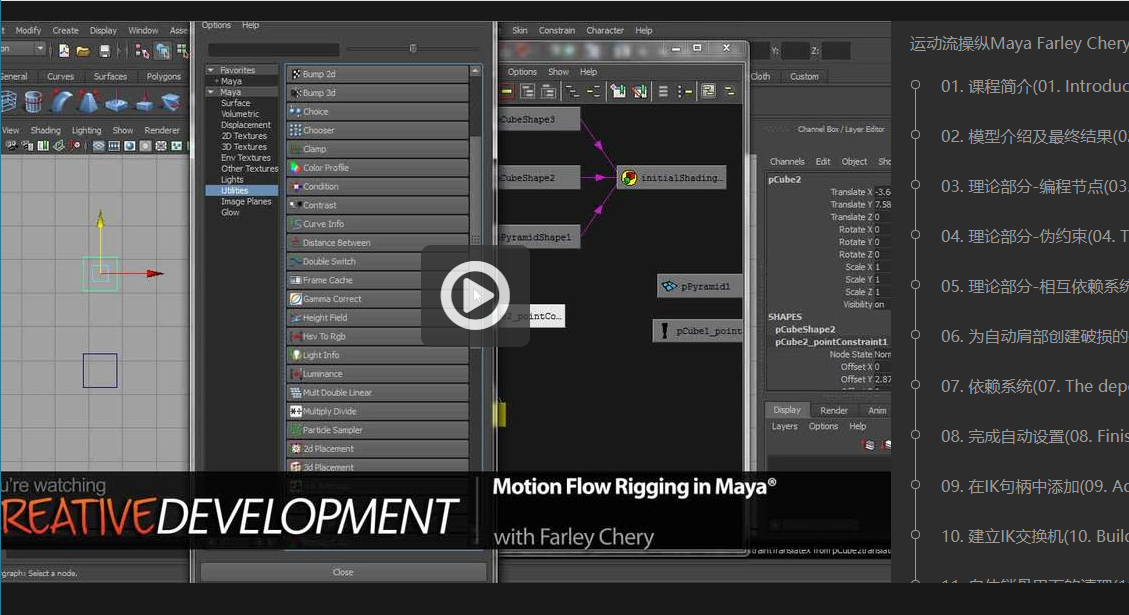 Modify Create Display Window Asse
General Curves Surfaces Polygons
View Shading Lighting Show Renderer
graph: Select a node.
Options Help
Favorites
Maya
Maya
Surface
Volumetric
Displacement
2D Textures
3D Textures
Env Textures
Other Textures
Lights
Utilities
Image Planes
Glow
Bump 2d
Bump 3d
Choice
Chooser
Clamp
Color Profile
Condition
Contrast
Curve Info
Distance Between
Double Switch
Frame Cache
Gamma Correct
Height Field
Hsv To Rgb
Light Info
Luminance
Mult Double Linear
Multiply Divide
Particle Sampler
2d Placement
3d Placement
Close
Skin Constrain Character Help
Options Show Help
CubeShape3
CubeShape2
pPyramidShape1
initialShading...
pPyramid1
2_pointCo...
pCube1_point
Y: Z:
Cloth Custom
Channel Box / Layer Editor
Channels Edit Object Sho
pCube2
Translate X -3.6
Translate Y 7.58
Translate Z 0
Rotate X 0
Rotate Y 0
Rotate Z 0
Scale X 1
Scale Y 1
Scale Z 1
Visibility on
SHAPES
pCubeShape2
pCube2_pointConstraint1
Node State Norm
Offset X 0
Offset Y 2.87
Display Render Anim
Layers Options Help
u're watching
REATIVEDEVELOPMENT
Motion Flow Rigging in Maya®
with Farley Chery
traintTranslateX from pCube2translat
运动流操纵Maya Farley Chery
01. 课程简介(01. Introduc
02. 模型介绍及最终结果(02
03. 理论部分-编程节点(03.
04. 理论部分-伪约束(04. T
05. 理论部分-相互依赖系统
06. 为自动肩部创建破损的
07. 依赖系统(07. The dep
08. 完成自动设置(08. Finis
09. 在IK句柄中添加(09. Ad
10. 建立IK交换机(10. Build